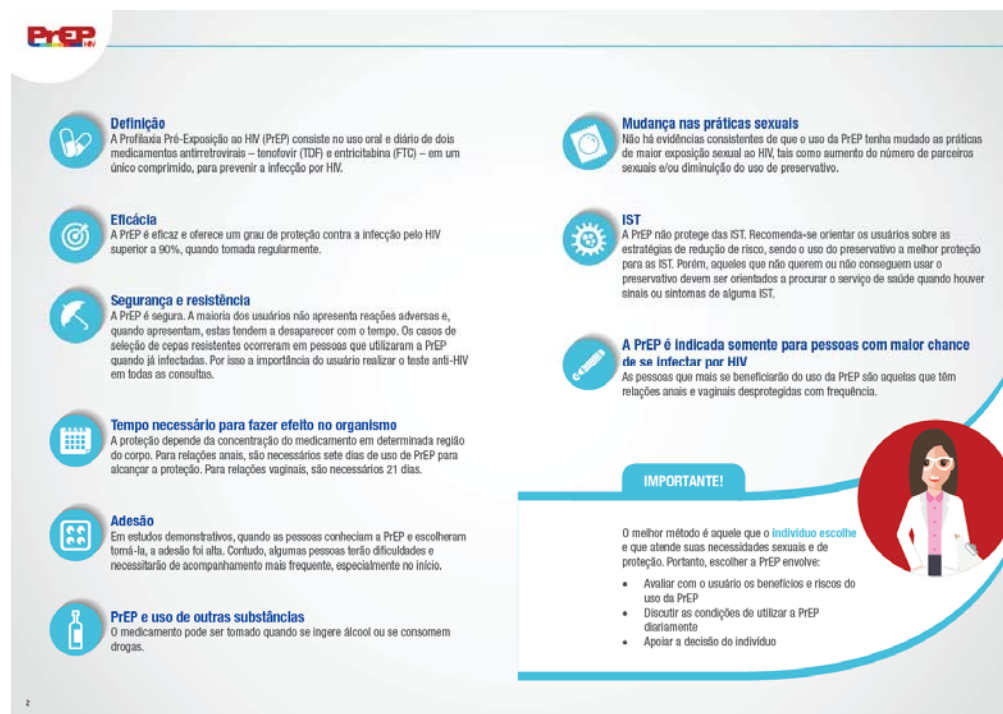 PrEP
HIV
Definição
A Profilaxia Pré-Exposição ao HIV (PrEP) consiste no uso oral e diário de dois
medicamentos antirretrovirais – tenofovir (TDF) e entricitabina (FTC) – em um
único comprimido, para prevenir a infecção por HIV.
Eficácia
A PrEP é eficaz e oferece um grau de proteção contra a infecção pelo HIV
superior a 90%, quando tomada regularmente.
Segurança e resistência
A PrEP é segura. A maioria dos usuários não apresenta reações adversas e,
quando apresentam, estas tendem a desaparecer com o tempo. Os casos de
seleção de cepas resistentes ocorreram em pessoas que utilizaram a PrEP
quando já infectadas. Por isso a importância do usuário realizar o teste anti-HIV
em todas as consultas.
Tempo necessário para fazer efeito no organismo
A proteção depende da concentração do medicamento em determinada região
do corpo. Para relações anais, são necessários sete dias de uso de PrEP para
alcançar a proteção. Para relações vaginais, são necessários 21 dias.
Adesão
Em estudos demonstrativos, quando as pessoas conheciam a PrEP e escolheram
tomá-la, a adesão foi alta. Contudo, algumas pessoas terão dificuldades e
necessitarão de acompanhamento mais frequente, especialmente no início.
PrEP e uso de outras substâncias
O medicamento pode ser tomado quando se ingere álcool ou se consomem
drogas.
2
Mudança nas práticas sexuais
Não há evidências consistentes de que o uso da PrEP tenha mudado as práticas
de maior exposição sexual ao HIV, tais como aumento do número de parceiros
sexuais e/ou diminuição do uso de preservativo.
IST
A PrEP não protege das IST. Recomenda-se orientar os usuários sobre as
estratégias de redução de risco, sendo o uso do preservativo a melhor proteção
para as IST. Porém, aqueles que não querem ou não conseguem usar o
preservativo devem ser orientados a procurar o serviço de saúde quando houver
sinais ou sintomas de alguma IST.
A PrEP é indicada somente para pessoas com maior chance
de se infectar por HIV
As pessoas que mais se beneficiarão do uso da PrEP são aquelas que têm
relações anais e vaginais desprotegidas com frequência.
IMPORTANTE!
O melhor método é aquele que o indivíduo escolhe
e que atende suas necessidades sexuais e de
proteção. Portanto, escolher a PrEP envolve:
• Avaliar com o usuário os benefícios e riscos do
uso da PrEP
• Discutir as condições de utilizar a PrEP
diariamente
• Apoiar a decisão do indivíduo